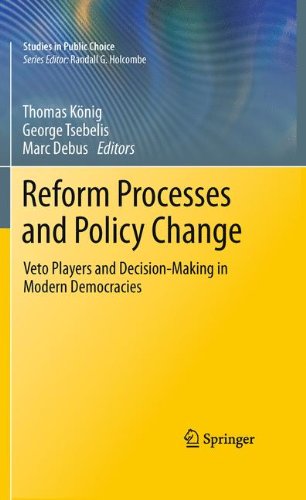 Studies in Public Choice
Series Editor: Randall G. Holcombe
Thomas König
George Tsebelis
Marc Debus Editors
Reform Processes
and Policy Change
Veto Players and Decision-Making in
Modern Democracies
Springer